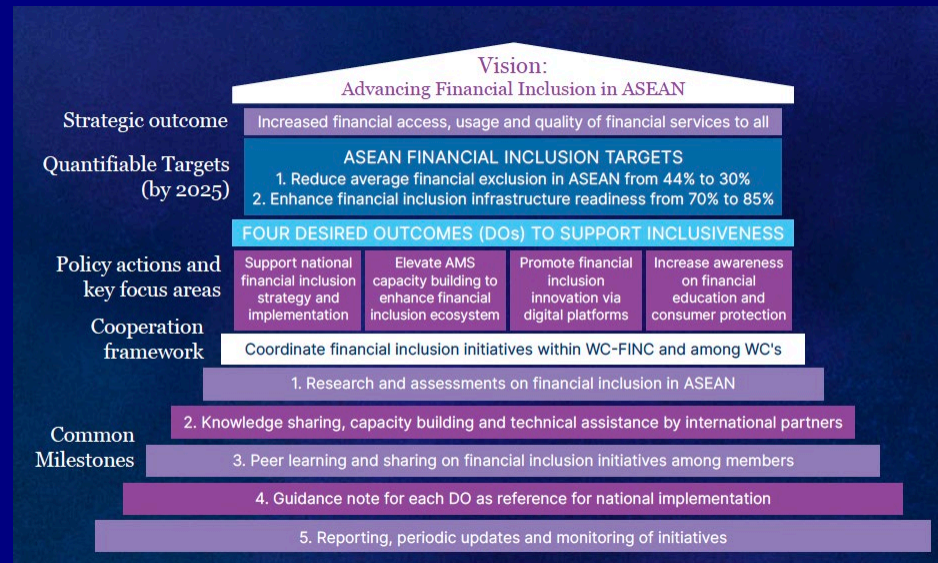 Vision:
Advancing Financial Inclusion in ASEAN
Strategic outcome
Increased financial access, usage and quality of financial services to all
Quantifiable Targets
(by 2025)
ASEAN FINANCIAL INCLUSION TARGETS
1. Reduce average financial exclusion in ASEAN from 44% to 30%
2. Enhance financial inclusion infrastructure readiness from 70% to 85%
FOUR DESIRED OUTCOMES (DOs) TO SUPPORT INCLUSIVENESS
Policy actions and
key focus areas
Support national
financial inclusion
strategy and
implementation
Elevate AMS
capacity building to
enhance financial
inclusion ecosystem
Promote financial
inclusion
innovation via
digital platforms
Increase awareness
on financial
education and
consumer protection
Cooperation
framework
Coordinate financial inclusion initiatives within WC-FINC and among WC's
Common
Milestones
1. Research and assessments on financial inclusion in ASEAN
2. Knowledge sharing, capacity building and technical assistance by international partners
3. Peer learning and sharing on financial inclusion initiatives among members
4. Guidance note for each DO as reference for national implementation
5. Reporting, periodic updates and monitoring of initiatives